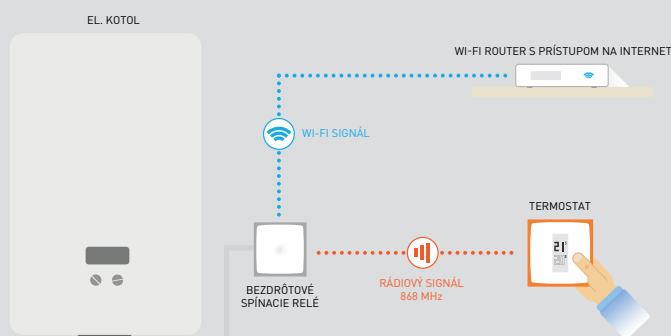 EL. KOTOL
WI-FI ROUTER S PRÍSTUPOM NA INTERNET
WI-FI SIGNÁL
TERMOSTAT
21°
RÁDIOVÝ SIGNÁL
868 MHz
BEZDRÔTOVÉ
SPÍNACIE RELÉ